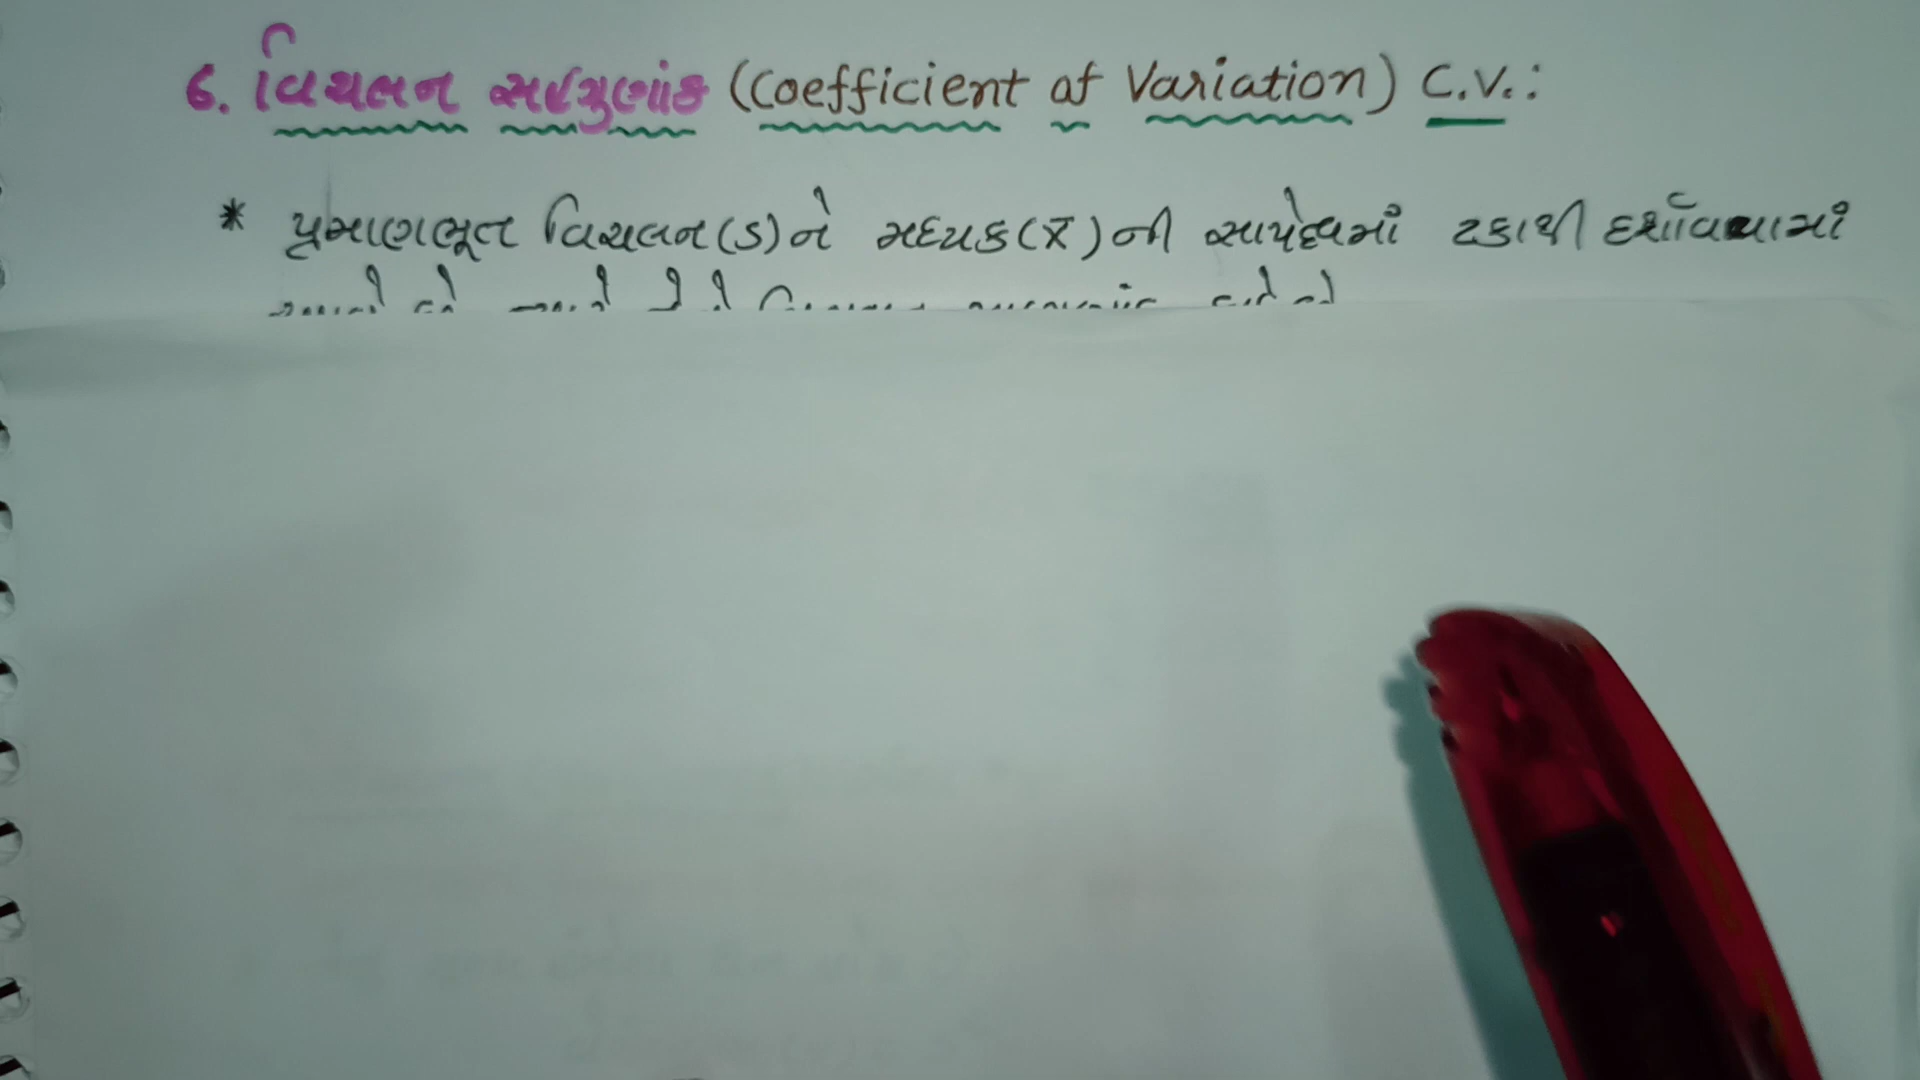 6. વિચલન સહગુણાંક (Coefficient of Variation) C.V.:
* પ્રમાણભૂત વિચલન (S) ને મધ્યક (x̄) ની સાપેક્ષમાં ટકાથી દર્શાવવામાં